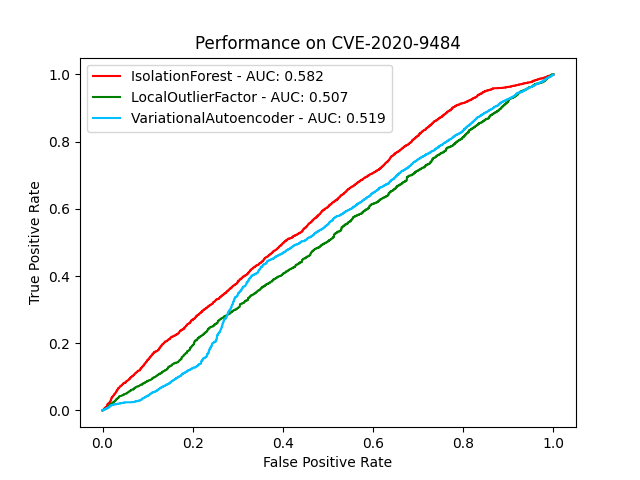 Performance on CVE-2020-9484
IsolationForest - AUC: 0.582
LocalOutlierFactor - AUC: 0.507
VariationalAutoencoder - AUC: 0.519
True Positive Rate
1.0
0.8
0.6
0.4
0.2
0.0
0.0 0.2 0.4 0.6 0.8 1.0
False Positive Rate